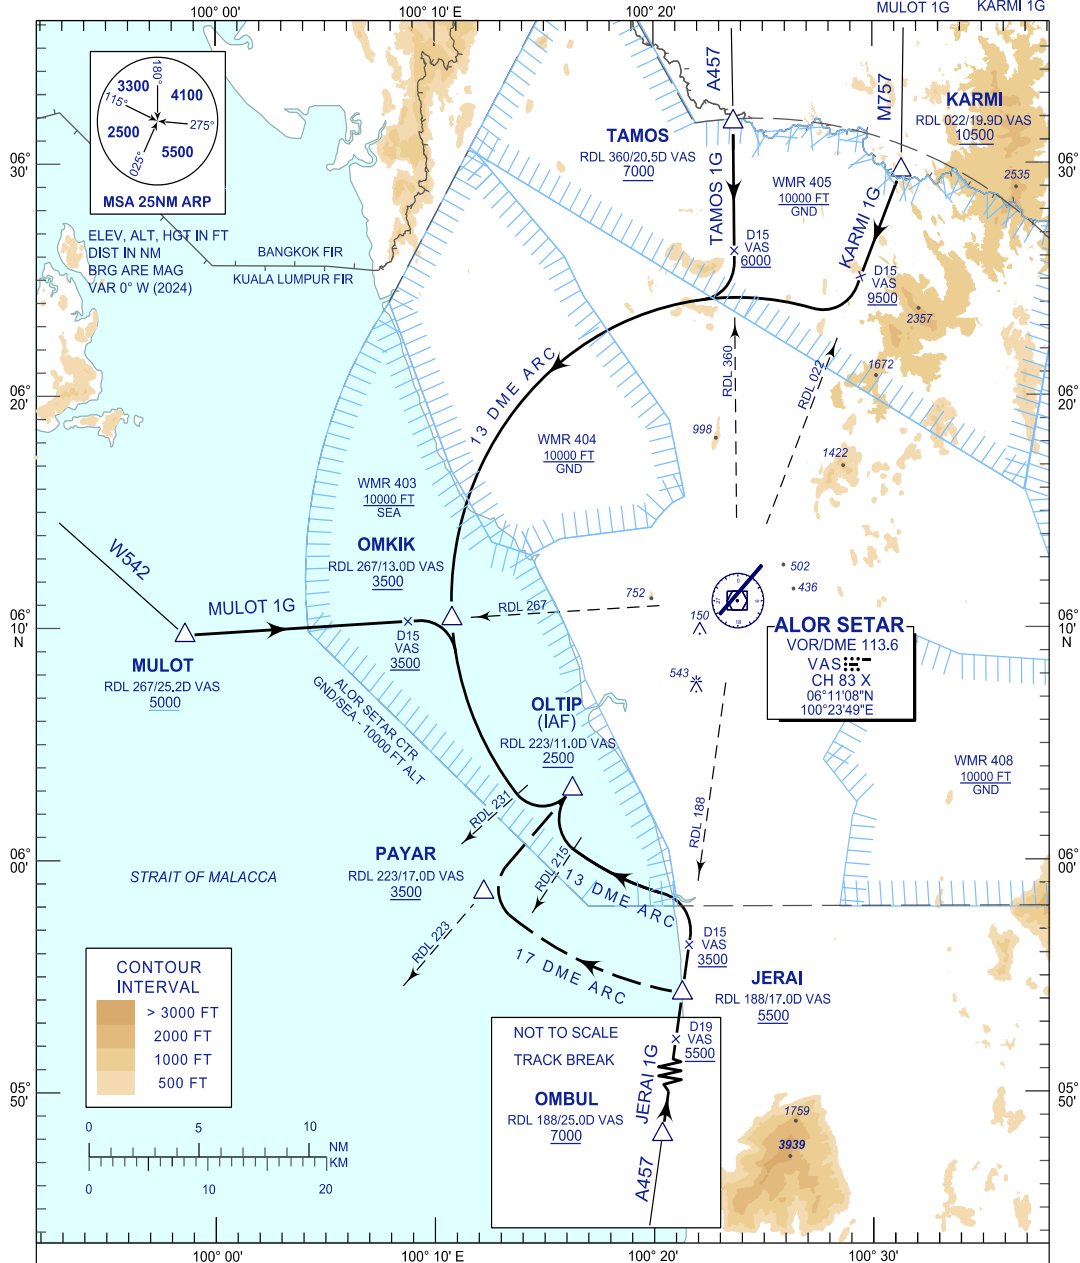 MULOT 1G KARMI 1G
100° 00' 100° 10' E 100° 20'
3300
4100
2500
5500
180°
115°
275°
025°
MSA 25NM ARP
ELEV, ALT, HGT IN FT
DIST IN NM
BRG ARE MAG
VAR 0° W (2024)
BANGKOK FIR
KUALA LUMPUR FIR
A457
M757
TAMOS
RDL 360/20.5D VAS
7000
KARMI
RDL 022/19.9D VAS
10500
2535
WMR 405
10000 FT
GND
TAMOS 1G
KARMI 1G
D15
VAS
6000
D15
VAS
9500
2357
1672
06°
30'
06°
30'
06°
20'
06°
20'
13 DME ARC
RDL 360
RDL 022
998
1422
WMR 404
10000 FT
GND
WMR 403
10000 FT
SEA
OMKIK
RDL 267/13.0D VAS
3500
W542
MULOT 1G
RDL 267
D15
VAS
3500
752
502
436
150
543
06°
10'
N
06°
10'
N
MULOT
RDL 267/25.2D VAS
5000
ALOR SETAR
VOR/DME 113.6
VAS
CH 83 X
06°11'08"N
100°23'49"E
ALOR SETAR CTR
GND/SEA - 10000 FT ALT
OLTIP
(IAF)
RDL 223/11.0D VAS
2500
WMR 408
10000 FT
GND
RDL 231
RDL 188
RDL 215
PAYAR
RDL 223/17.0D VAS
3500
STRAIT OF MALACCA
06°
00'
06°
00'
13 DME ARC
RDL 223
17 DME ARC
D15
VAS
3500
JERAI
RDL 188/17.0D VAS
5500
CONTOUR
INTERVAL
> 3000 FT
2000 FT
1000 FT
500 FT
NOT TO SCALE
TRACK BREAK
D19
VAS
5500
OMBUL
RDL 188/25.0D VAS
7000
JERAI 1G
A457
1759
3939
05°
50'
05°
50'
0 5 10
NM
KM
0 10 20
100° 00' 100° 10' E 100° 20' 100° 30'